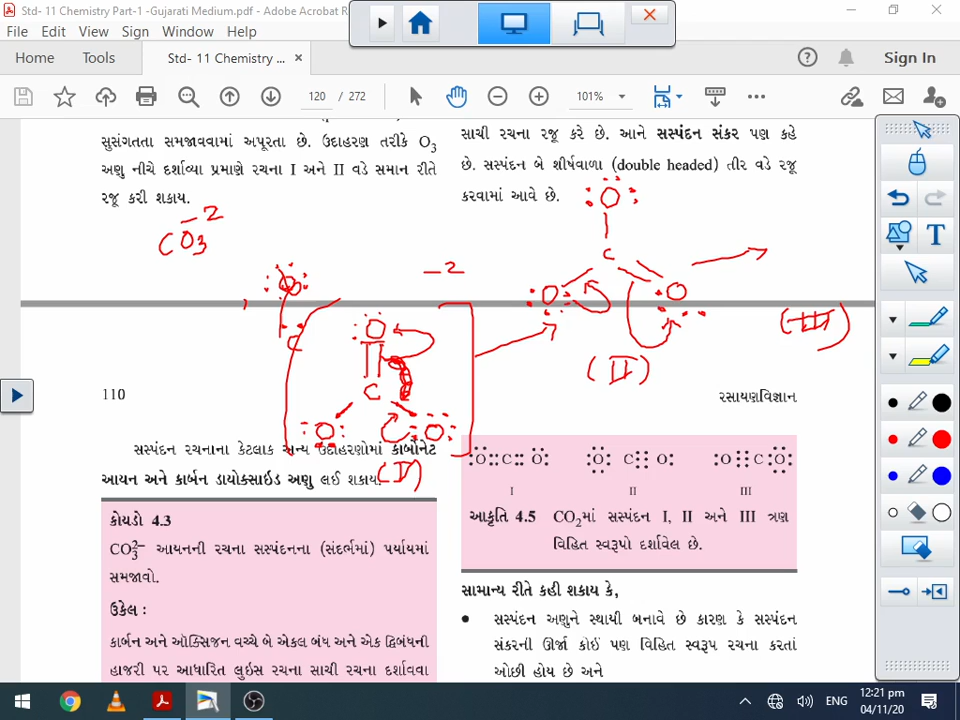 Std- 11 Chemistry Part-1 -Gujarati Medium.pdf - Adobe Acrobat R
File Edit View Sign Window Help
Home Tools Std- 11 Chemistry ... × Sign In
120 / 272 101%
સુસંગતતા સમજાવવામાં અપૂરતા છે. ઉદાહરણ તરીકે O3
અણુ નીચે દર્શાવ્યા પ્રમાણે રચના I અને II વડે સમાન રીતે
રજૂ કરી શકાય.
સાચી રચના રજૂ કરે છે. આને સસ્પંદન સંકર પણ કહે
છે. સસ્પંદન બે શીર્ષવાળા (double headed) તીર વડે રજૂ
કરવામાં આવે છે.
CO3 -2
-2
O
C
O O
(I)
O
C
O O
(II)
(III)
110
રસાયણવિજ્ઞાન
સસ્પંદન રચનાના કેટલાક અન્ય ઉદાહરણોમાં કાર્બોનેટ
આયન અને કાર્બન ડાયોક્સાઇડ અણુ લઈ શકાય.
કોયડો 4.3
CO3 2– આયનની રચના સસ્પંદનના (સંદર્ભમાં) પર્યાયમાં
સમજાવો.
ઉકેલ :
કાર્બન અને ઑક્સિજન વચ્ચે બે એકલ બંધ અને એક દ્વિબંધની
હાજરી પર આધારિત લુઇસ રચના સાચી રચના દર્શાવવા
O C O O C O O C O
I II III
આકૃતિ 4.5 CO2માં સસ્પંદન I, II અને III ત્રણ
વિહિત સ્વરૂપો દર્શાવેલ છે.
સામાન્ય રીતે કહી શકાય કે,
• સસ્પંદન અણુને સ્થાયી બનાવે છે કારણ કે સસ્પંદન
સંકરની ઊર્જા કોઈ પણ વિહિત સ્વરૂપ રચના કરતાં
ઓછી હોય છે અને
T
ENG
12:21 pm
04/11/20